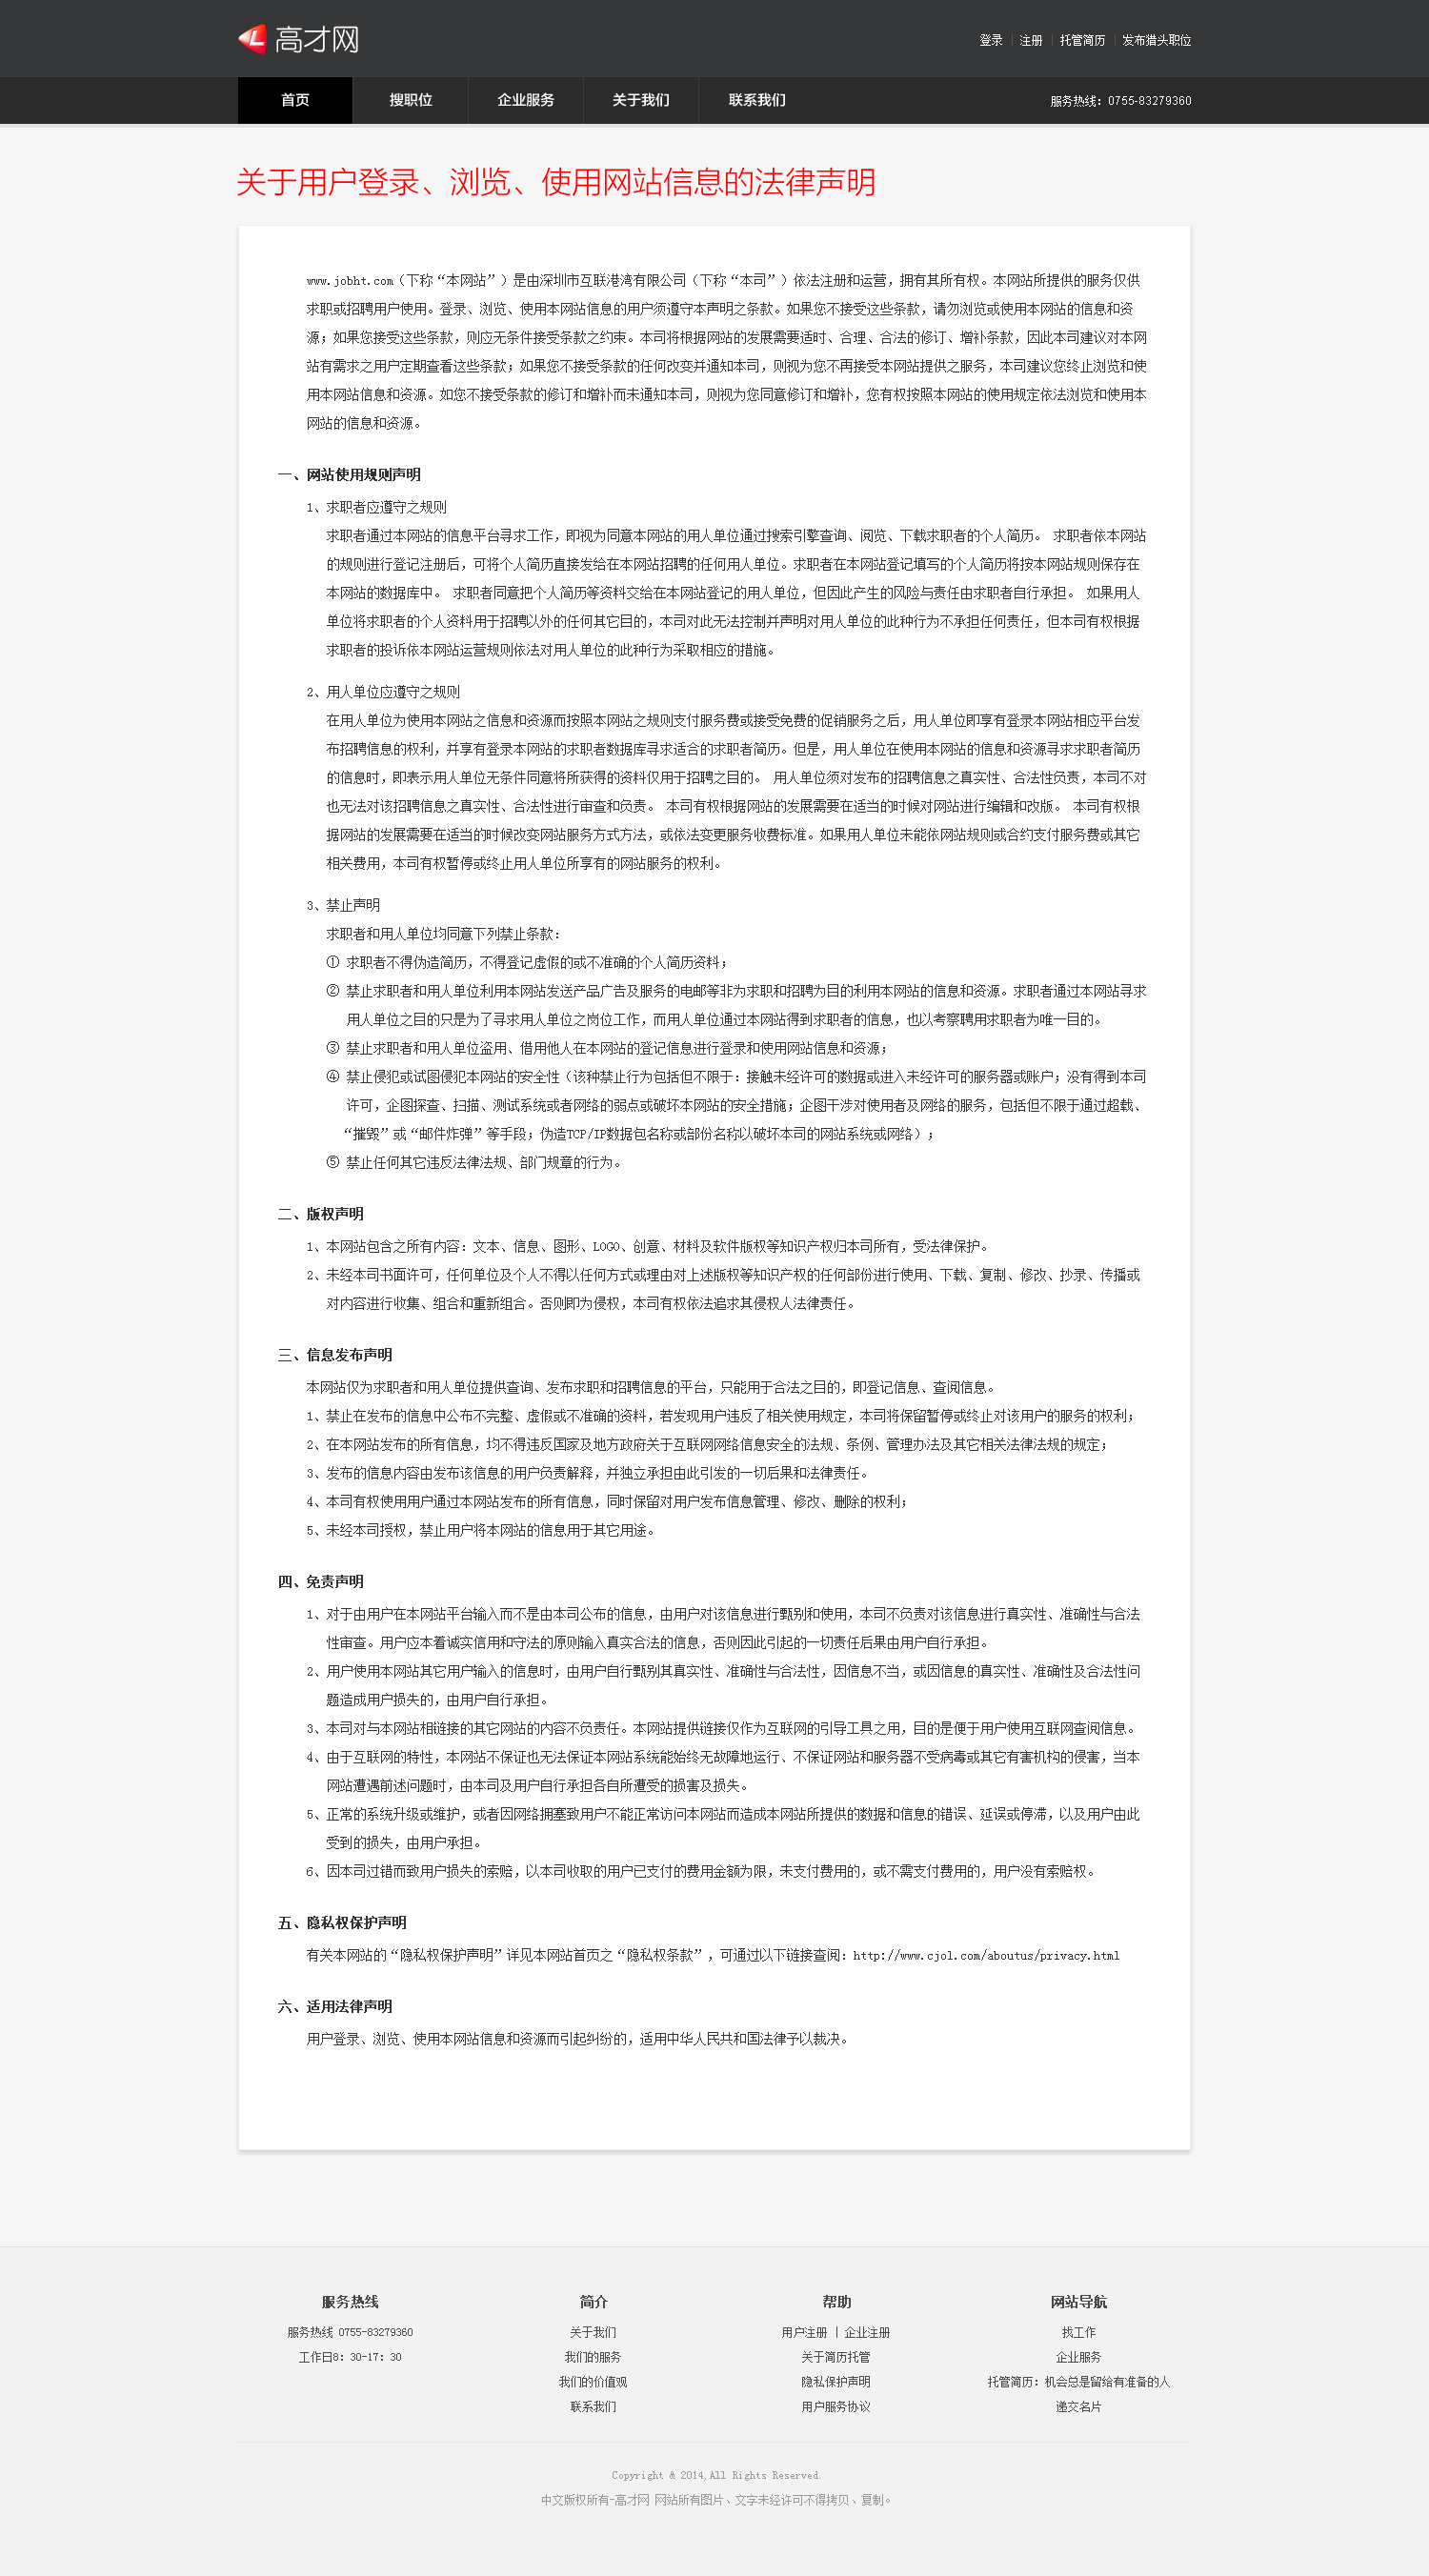 高才网
登录 | 注册 | 托管简历 | 发布猎头职位
首页 搜职位 企业服务 关于我们 联系我们 服务热线：0755-83279360
关于用户登录、浏览、使用网站信息的法律声明
www.jobht.com（下称“本网站”）是由深圳市互联港湾有限公司（下称“本司”）依法注册和运营，拥有其所有权。本网站所提供的服务仅供
求职或招聘用户使用。登录、浏览、使用本网站信息的用户须遵守本声明之条款。如果您不接受这些条款，请勿浏览或使用本网站的信息和资
源；如果您接受这些条款，则应无条件接受条款之约束。本司将根据网站的发展需要适时、合理、合法的修订、增补条款，因此本司建议对本网
站有需求之用户定期查看这些条款；如果您不接受条款的任何改变并通知本司，则视为您不再接受本网站提供之服务，本司建议您终止浏览和使
用本网站信息和资源。如您不接受条款的修订和增补而未通知本司，则视为您同意修订和增补，您有权按照本网站的使用规定依法浏览和使用本
网站的信息和资源。
一、网站使用规则声明
1、求职者应遵守之规则
求职者通过本网站的信息平台寻求工作，即视为同意本网站的用人单位通过搜索引擎查询、阅览、下载求职者的个人简历。 求职者依本网站
的规则进行登记注册后，可将个人简历直接发给在本网站招聘的任何用人单位。求职者在本网站登记填写的个人简历将按本网站规则保存在
本网站的数据库中。 求职者同意把个人简历等资料交给在本网站登记的用人单位，但因此产生的风险与责任由求职者自行承担。 如果用人
单位将求职者的个人资料用于招聘以外的任何其它目的，本司对此无法控制并声明对用人单位的此种行为不承担任何责任，但本司有权根据
求职者的投诉依本网站运营规则依法对用人单位的此种行为采取相应的措施。
2、用人单位应遵守之规则
在用人单位为使用本网站之信息和资源而按照本网站之规则支付服务费或接受免费的促销服务之后，用人单位即享有登录本网站相应平台发
布招聘信息的权利，并享有登录本网站的求职者数据库寻求适合的求职者简历。但是，用人单位在使用本网站的信息和资源寻求求职者简历
的信息时，即表示用人单位无条件同意将所获得的资料仅用于招聘之目的。 用人单位须对发布的招聘信息之真实性、合法性负责，本司不对
也无法对该招聘信息之真实性、合法性进行审查和负责。 本司有权根据网站的发展需要在适当的时候对网站进行编辑和改版。 本司有权根
据网站的发展需要在适当的时候改变网站服务方式方法，或依法变更服务收费标准。如果用人单位未能依网站规则或合约支付服务费或其它
相关费用，本司有权暂停或终止用人单位所享有的网站服务的权利。
3、禁止声明
求职者和用人单位均同意下列禁止条款：
① 求职者不得伪造简历，不得登记虚假的或不准确的个人简历资料；
② 禁止求职者和用人单位利用本网站发送产品广告及服务的电邮等非为求职和招聘为目的利用本网站的信息和资源。求职者通过本网站寻求
用人单位之目的只是为了寻求用人单位之岗位工作，而用人单位通过本网站得到求职者的信息，也以考察聘用求职者为唯一目的。
③ 禁止求职者和用人单位盗用、借用他人在本网站的登记信息进行登录和使用网站信息和资源；
④ 禁止侵犯或试图侵犯本网站的安全性（该种禁止行为包括但不限于：接触未经许可的数据或进入未经许可的服务器或账户；没有得到本司
许可，企图探查、扫描、测试系统或者网络的弱点或破坏本网站的安全措施；企图干涉对使用者及网络的服务，包括但不限于通过超载、
“摧毁”或“邮件炸弹”等手段；伪造TCP/IP数据包名称或部份名称以破坏本司的网站系统或网络）；
⑤ 禁止任何其它违反法律法规、部门规章的行为。
二、版权声明
1、本网站包含之所有内容：文本、信息、图形、LOGO、创意、材料及软件版权等知识产权归本司所有，受法律保护。
2、未经本司书面许可，任何单位及个人不得以任何方式或理由对上述版权等知识产权的任何部份进行使用、下载、复制、修改、抄录、传播或
对内容进行收集、组合和重新组合。否则即为侵权，本司有权依法追求其侵权人法律责任。
三、信息发布声明
本网站仅为求职者和用人单位提供查询、发布求职和招聘信息的平台，只能用于合法之目的，即登记信息、查阅信息。
1、禁止在发布的信息中公布不完整、虚假或不准确的资料，若发现用户违反了相关使用规定，本司将保留暂停或终止对该用户的服务的权利；
2、在本网站发布的所有信息，均不得违反国家及地方政府关于互联网网络信息安全的法规、条例、管理办法及其它相关法律法规的规定；
3、发布的信息内容由发布该信息的用户负责解释，并独立承担由此引发的一切后果和法律责任。
4、本司有权使用用户通过本网站发布的所有信息，同时保留对用户发布信息管理、修改、删除的权利；
5、未经本司授权，禁止用户将本网站的信息用于其它用途。
四、免责声明
1、对于由用户在本网站平台输入而不是由本司公布的信息，由用户对该信息进行甄别和使用，本司不负责对该信息进行真实性、准确性与合法
性审查。用户应本着诚实信用和守法的原则输入真实合法的信息，否则因此引起的一切责任后果由用户自行承担。
2、用户使用本网站其它用户输入的信息时，由用户自行甄别其真实性、准确性与合法性，因信息不当，或因信息的真实性、准确性及合法性问
题造成用户损失的，由用户自行承担。
3、本司对与本网站相链接的其它网站的内容不负责任。本网站提供链接仅作为互联网的引导工具之用，目的是便于用户使用互联网查阅信息。
4、由于互联网的特性，本网站不保证也无法保证本网站系统能始终无故障地运行、不保证网站和服务器不受病毒或其它有害机构的侵害，当本
网站遭遇前述问题时，由本司及用户自行承担各自所遭受的损害及损失。
5、正常的系统升级或维护，或者因网络拥塞致用户不能正常访问本网站而造成本网站所提供的数据和信息的错误、延误或停滞，以及用户由此
受到的损失，由用户承担。
6、因本司过错而致用户损失的索赔，以本司收取的用户已支付的费用金额为限，未支付费用的，或不需支付费用的，用户没有索赔权。
五、隐私权保护声明
有关本网站的“隐私权保护声明”详见本网站首页之“隐私权条款”，可通过以下链接查阅：http://www.cjol.com/aboutus/privacy.html
六、适用法律声明
用户登录、浏览、使用本网站信息和资源而引起纠纷的，适用中华人民共和国法律予以裁决。
服务热线 简介 帮助 网站导航
服务热线 0755-83279360 关于我们 用户注册 | 企业注册 找工作
工作日8：30-17：30 我们的服务 关于简历托管 企业服务
我们的价值观 隐私保护声明 托管简历：机会总是留给有准备的人
联系我们 用户服务协议 递交名片
Copyright & 2014,All Rights Reserved.
中文版权所有-高才网 网站所有图片、文字未经许可不得拷贝、复制。